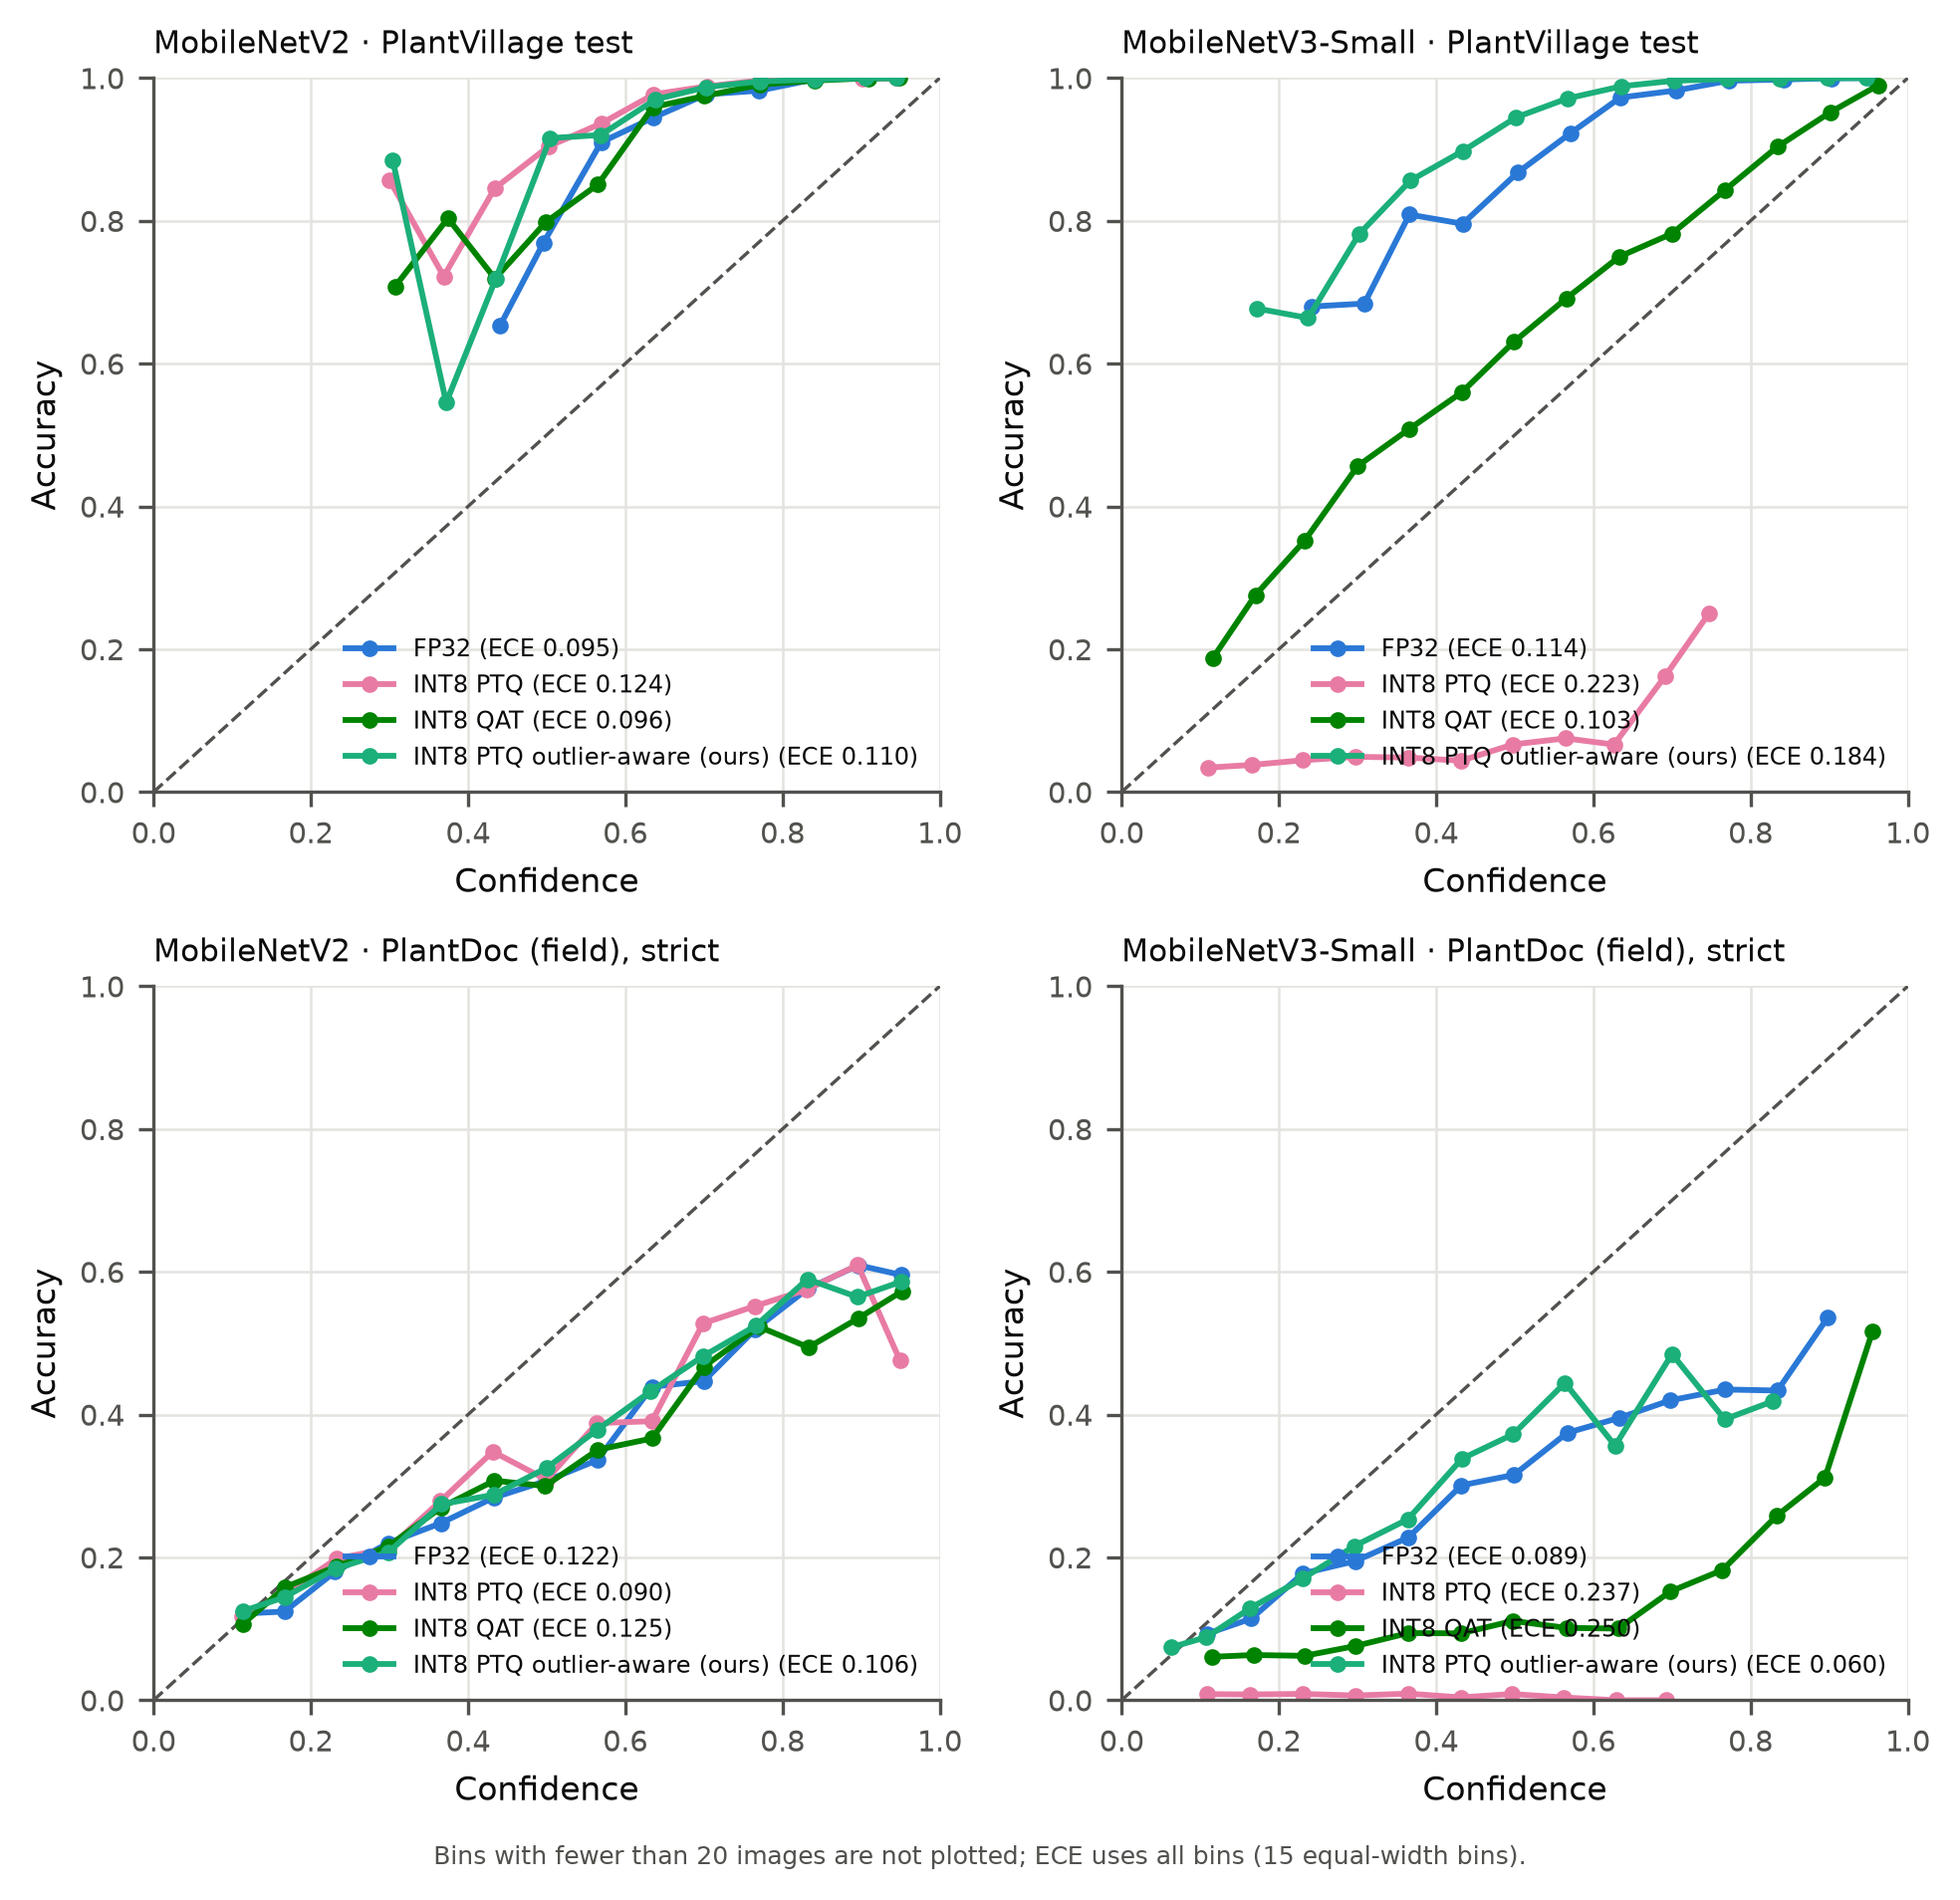 MobileNetV2 · PlantVillage test
1.0
0.8
0.6
0.4
0.2
0.0
Accuracy
FP32 (ECE 0.095)
INT8 PTQ (ECE 0.124)
INT8 QAT (ECE 0.096)
INT8 PTQ outlier-aware (ours) (ECE 0.110)
0.0 0.2 0.4 0.6 0.8 1.0
Confidence
MobileNetV3-Small · PlantVillage test
1.0
0.8
0.6
0.4
0.2
0.0
Accuracy
FP32 (ECE 0.114)
INT8 PTQ (ECE 0.223)
INT8 QAT (ECE 0.103)
INT8 PTQ outlier-aware (ours) (ECE 0.184)
0.0 0.2 0.4 0.6 0.8 1.0
Confidence
MobileNetV2 · PlantDoc (field), strict
1.0
0.8
0.6
0.4
0.2
0.0
Accuracy
FP32 (ECE 0.122)
INT8 PTQ (ECE 0.090)
INT8 QAT (ECE 0.125)
INT8 PTQ outlier-aware (ours) (ECE 0.106)
0.0 0.2 0.4 0.6 0.8 1.0
Confidence
MobileNetV3-Small · PlantDoc (field), strict
1.0
0.8
0.6
0.4
0.2
0.0
Accuracy
FP32 (ECE 0.089)
INT8 PTQ (ECE 0.237)
INT8 QAT (ECE 0.250)
INT8 PTQ outlier-aware (ours) (ECE 0.060)
0.0 0.2 0.4 0.6 0.8 1.0
Confidence
Bins with fewer than 20 images are not plotted; ECE uses all bins (15 equal-width bins).